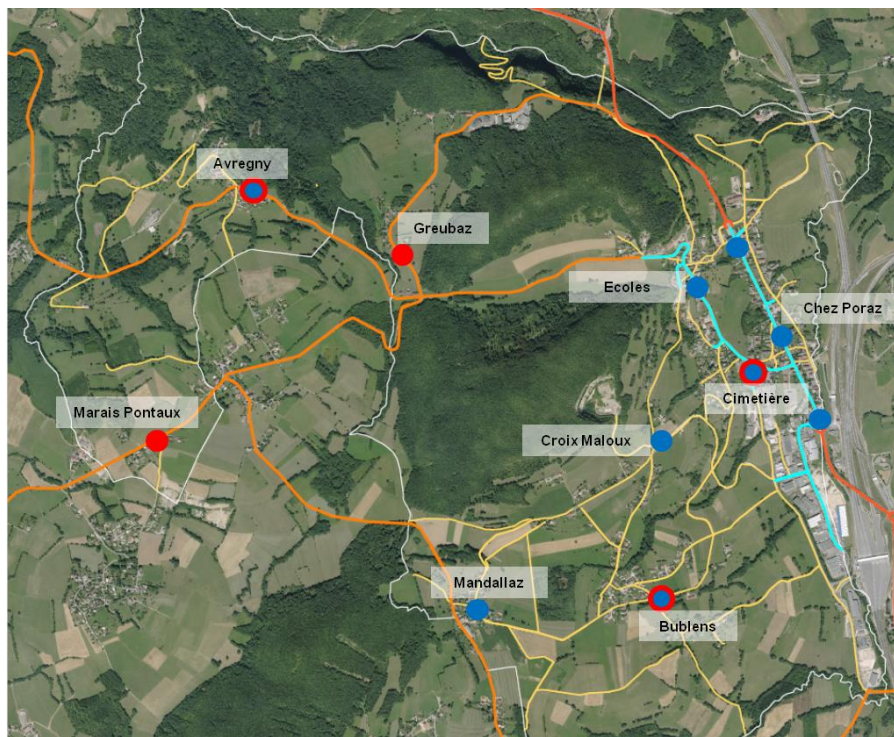 Avregny
Greubaz
Ecoles
Chez Poraz
Marais Pontaux
Cimetière
Croix Maloux
Mandallaz
Bublens